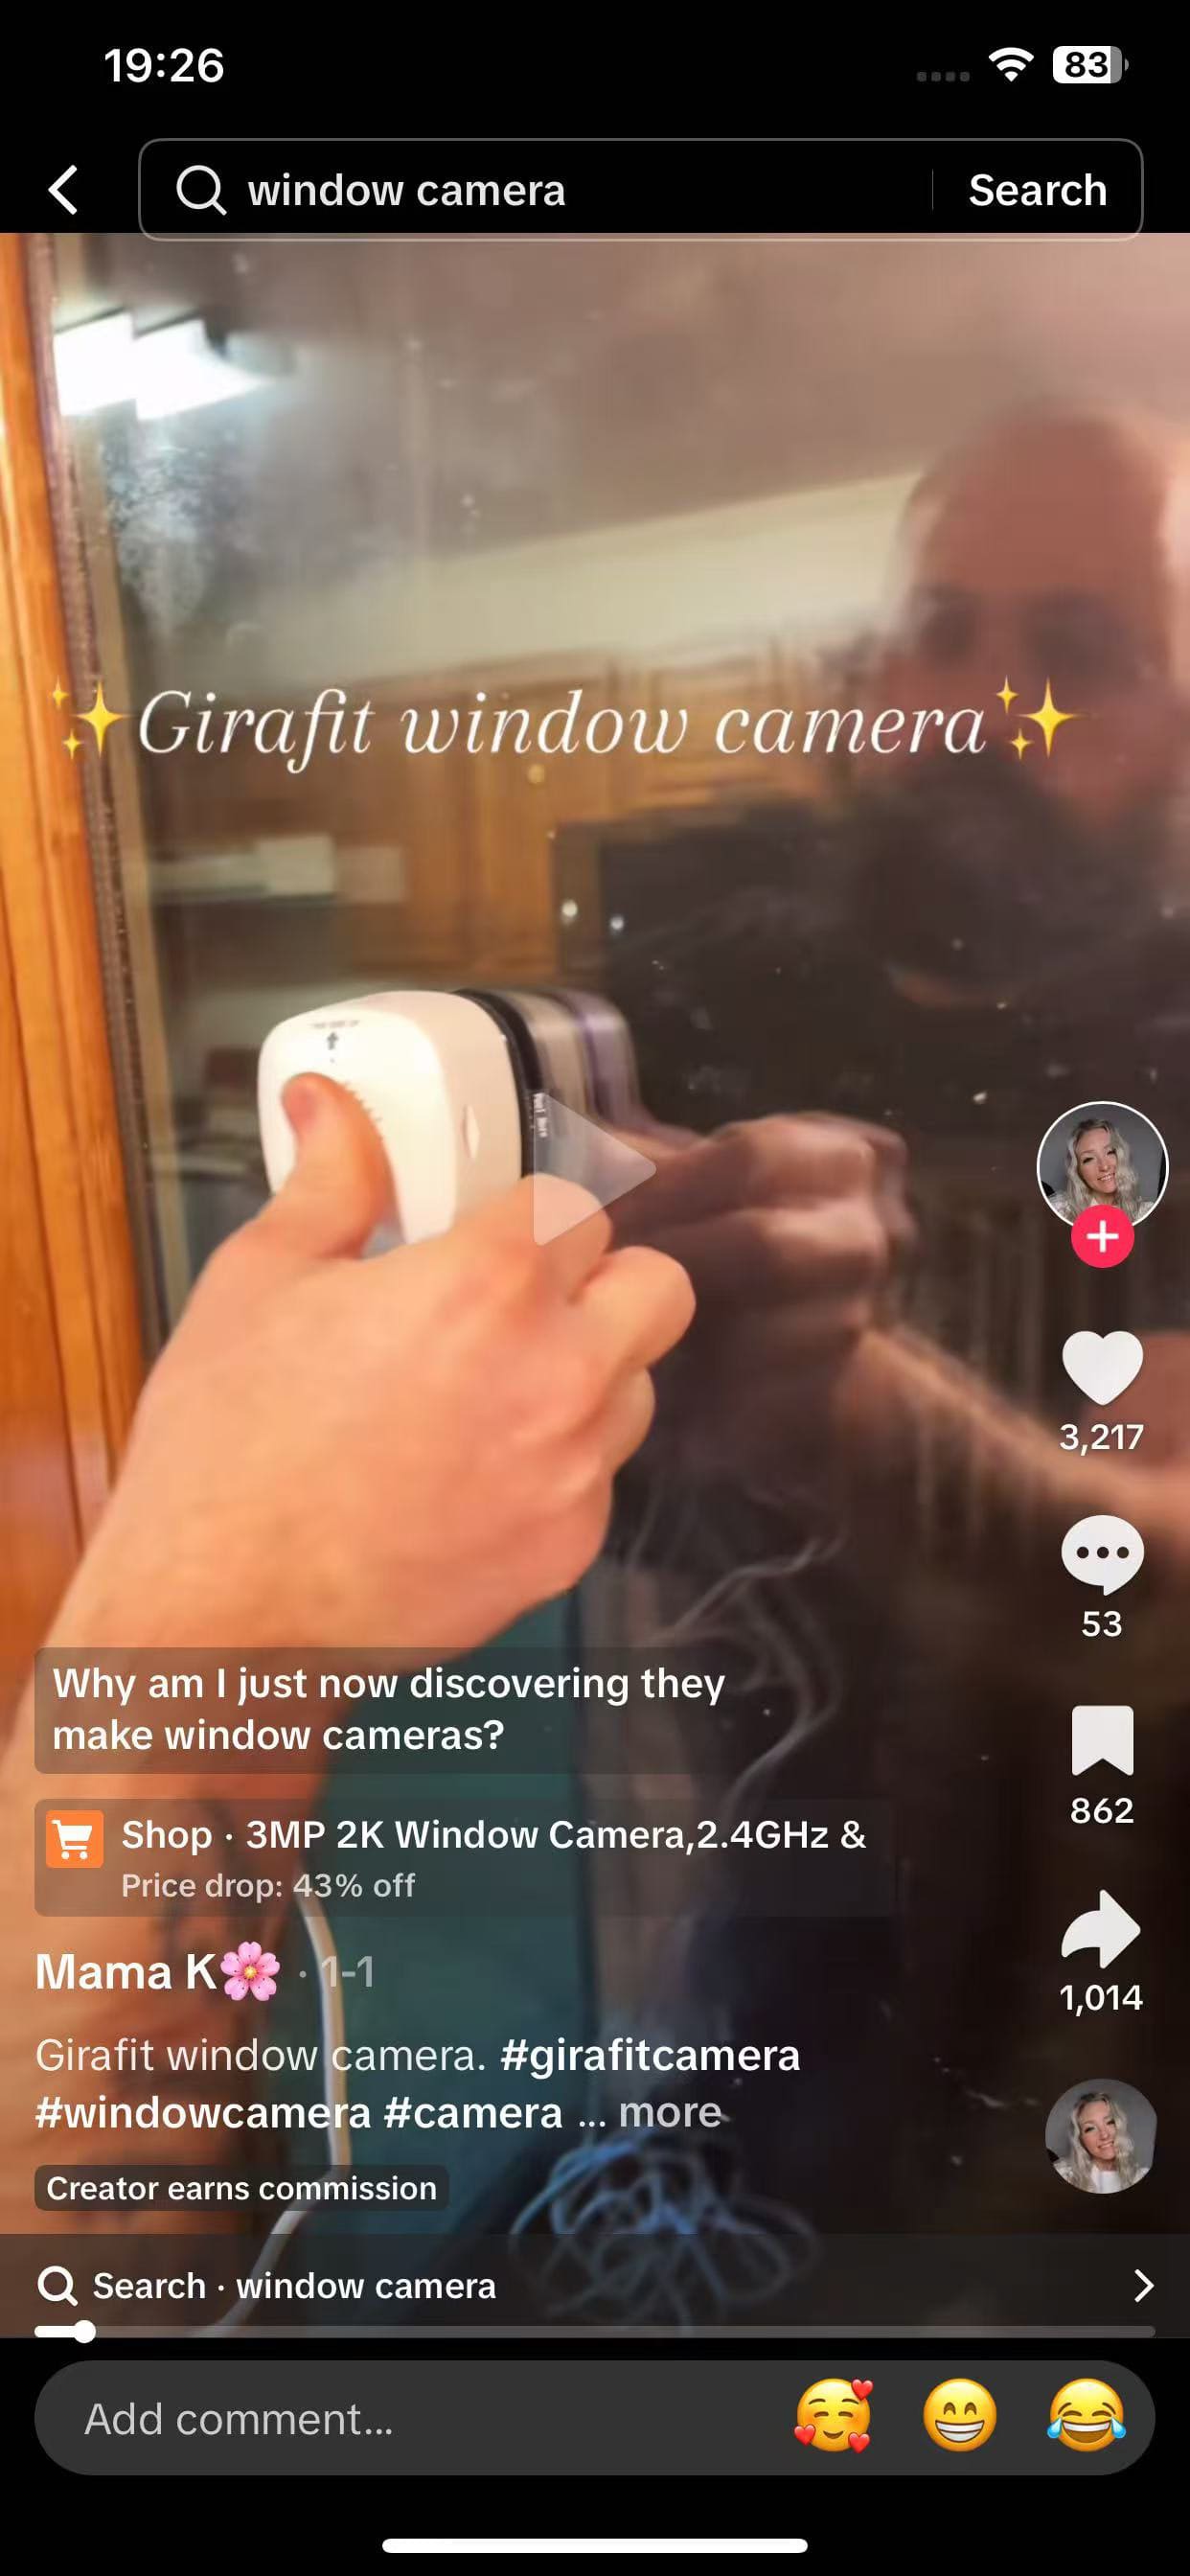 19:26
83
window camera
Search
✨Girafit window camera✨
3,217
53
Why am I just now discovering they
make window cameras?
862
Shop · 3MP 2K Window Camera,2.4GHz &
Price drop: 43% off
Mama K🌸 · 1-1
1,014
Girafit window camera. #girafitcamera
#windowcamera #camera ... more
Creator earns commission
Search · window camera
Add comment...